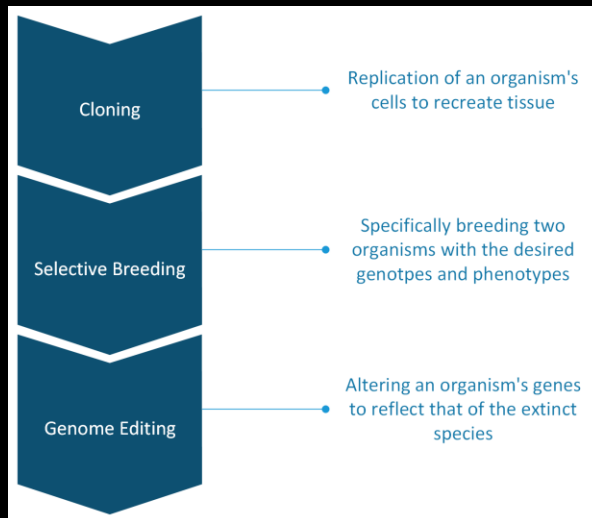 Cloning
Replication of an organism's
cells to recreate tissue
Selective Breeding
Specifically breeding two
organisms with the desired
genotpes and phenotypes
Genome Editing
Altering an organism's genes
to reflect that of the extinct
species